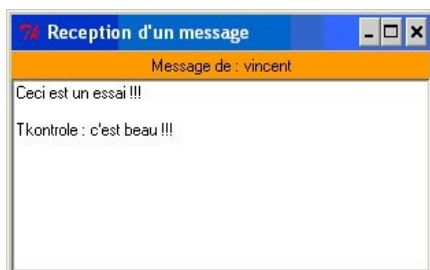 Reception d'un message
Message de : vincent
Ceci est un essai !!!
Tkontrole : c'est beau !!!